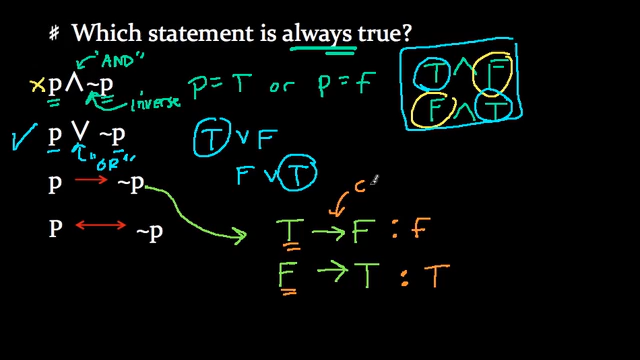 # Which statement is always true?
"AND"
x p ∧ ~p
inverse
p = T or p = F
T ∧ F
F ∧ T
✓ p ∨ ~p
"OR"
T ∨ F
F ∨ T
p → ~p
c
P ↔ ~p
T → F : F
F → T : T